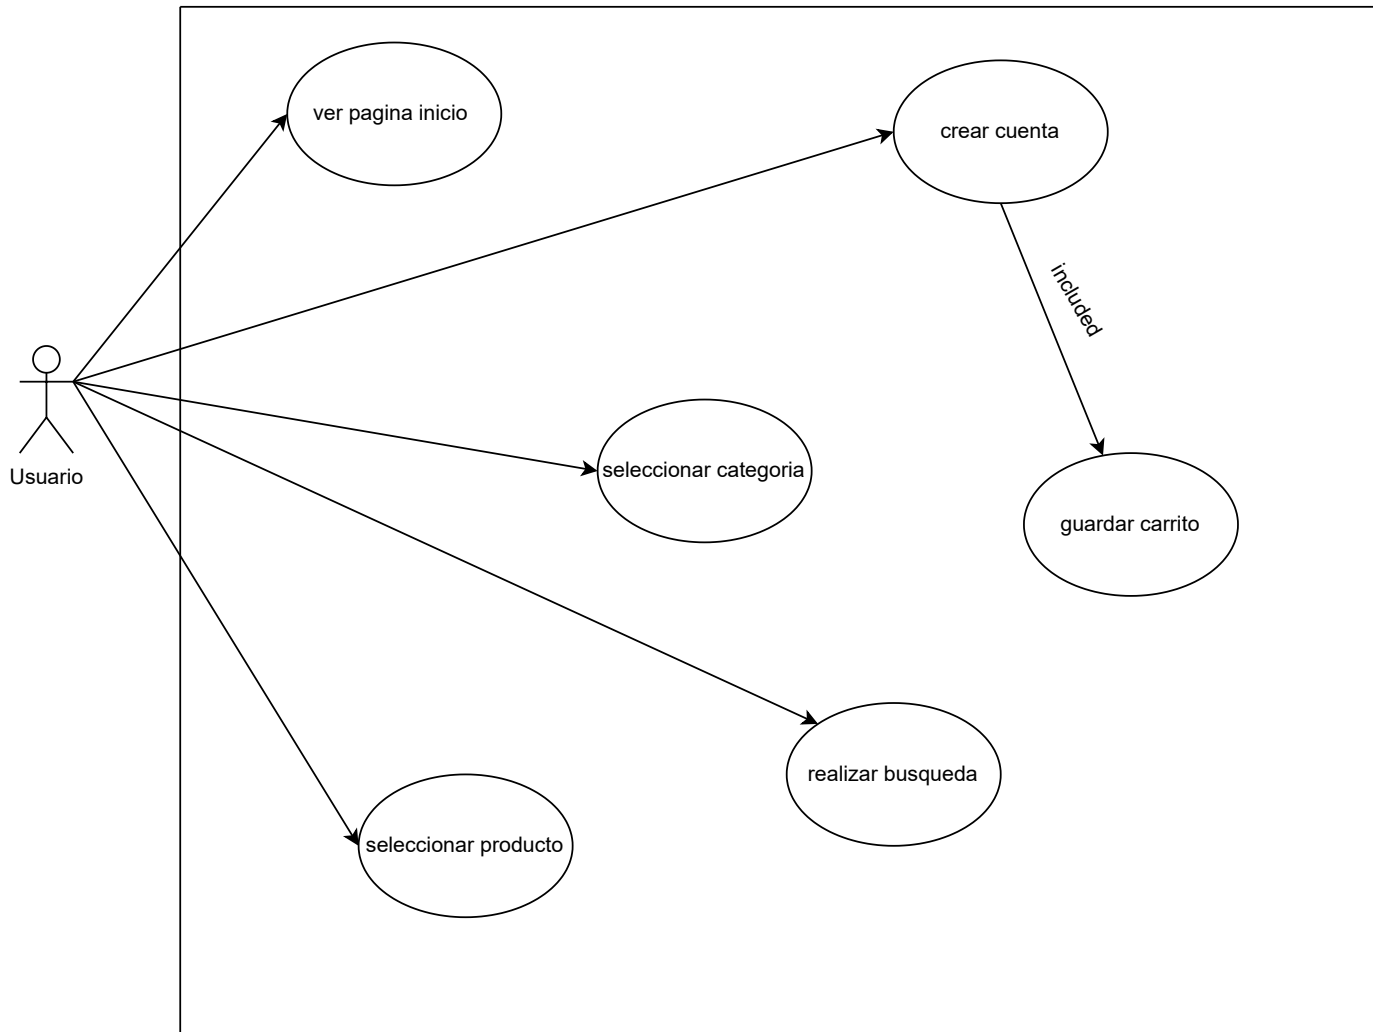 ver pagina inicio
crear cuenta
included
Usuario
seleccionar categoria
guardar carrito
realizar busqueda
seleccionar producto